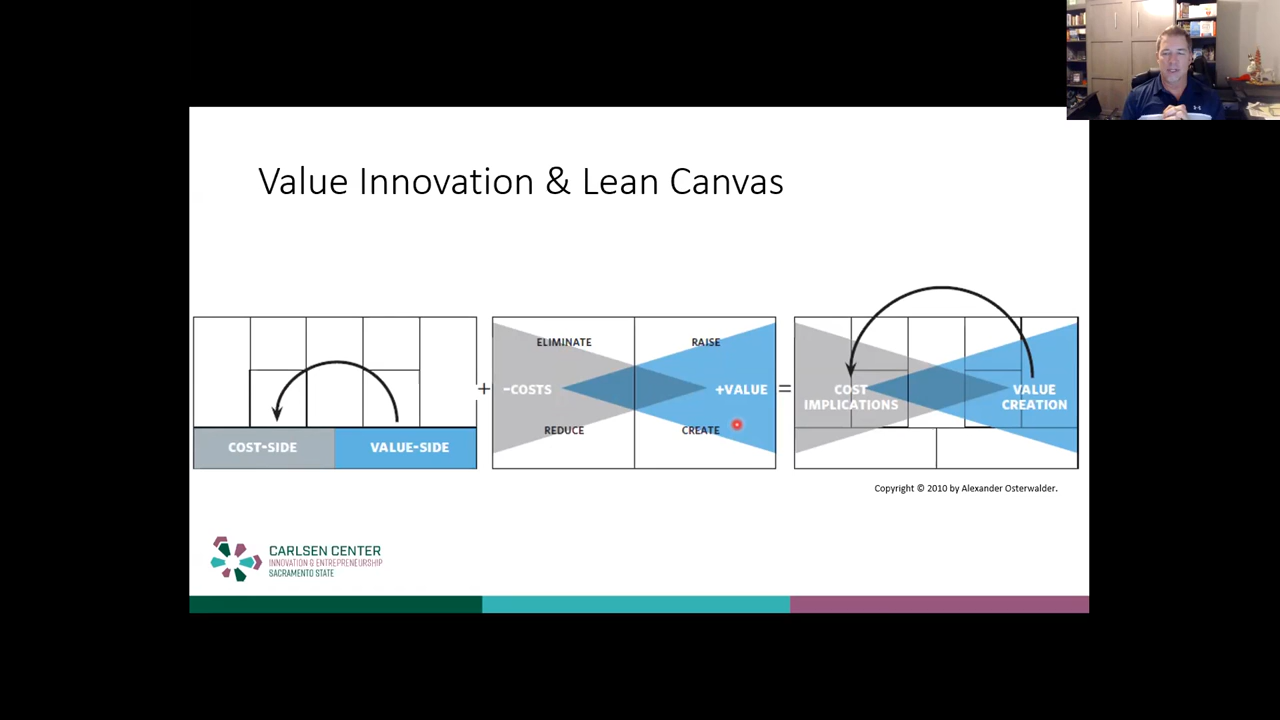 Value Innovation & Lean Canvas
COST-SIDE
VALUE-SIDE
+
ELIMINATE
RAISE
-COSTS
+VALUE
REDUCE
CREATE
=
COST
IMPLICATIONS
VALUE
CREATION
Copyright © 2010 by Alexander Osterwalder.
CARLSEN CENTER
INNOVATION & ENTREPRENEURSHIP
SACRAMENTO STATE